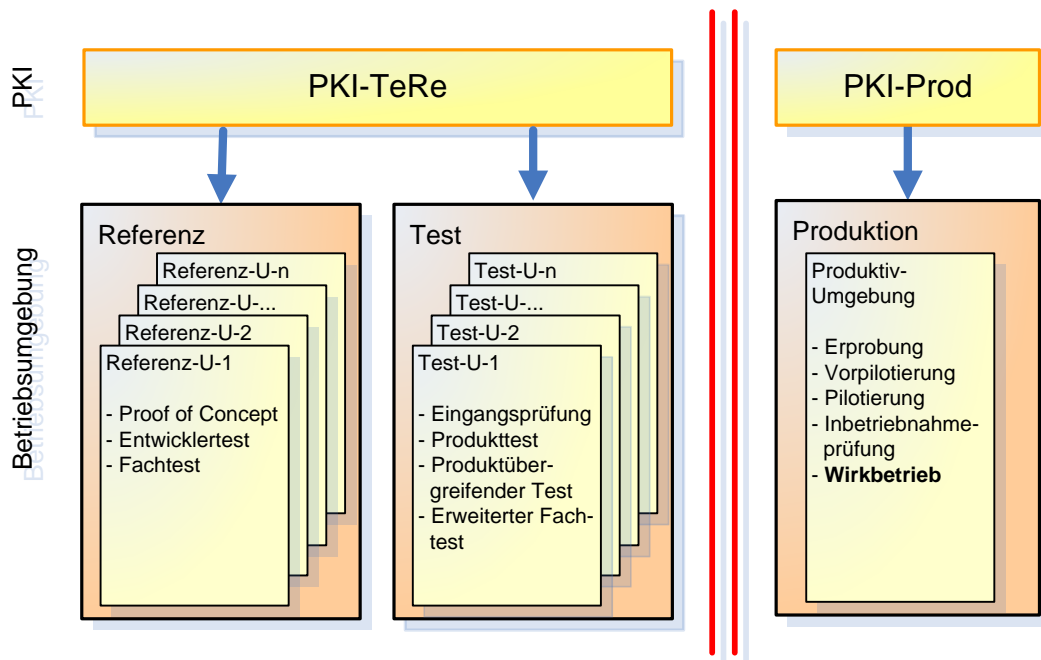 PKI
PKI-TeRe
PKI-Prod
Betriebsumgebung
Referenz
Referenz-U-n
Referenz-U-...
Referenz-U-2
Referenz-U-1
- Proof of Concept
- Entwicklertest
- Fachtest
Test
Test-U-n
Test-U-...
Test-U-2
Test-U-1
- Eingangsprüfung
- Produkttest
- Produktüber-
greifender Test
- Erweiterter Fach-
test
Produktion
Produktiv-
Umgebung
- Erprobung
- Vorpilotierung
- Pilotierung
- Inbetriebnahme-
prüfung
- Wirkbetrieb